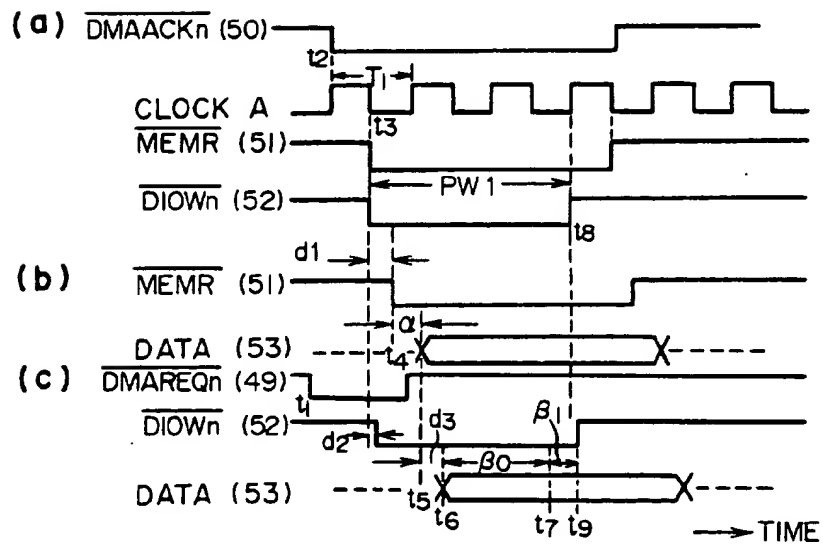 (a) DMAACKn (50)
t2
T1
CLOCK A
t3
MEMR (51)
PW1
DIOWn (52)
t8
d1
(b) MEMR (51)
α
DATA (53)
t4
(c) DMAREQn (49)
t1
DIOWn (52)
d2 d3 β1
β0
DATA (53)
t5 t6 t7 t9
TIME